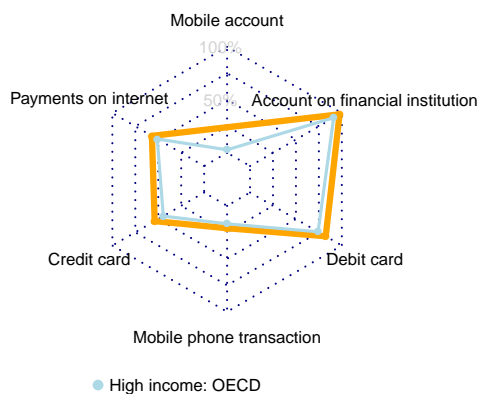 Mobile account
100%
Payments on internet
50%
Account on financial institution
Credit card
Debit card
Mobile phone transaction
High income: OECD